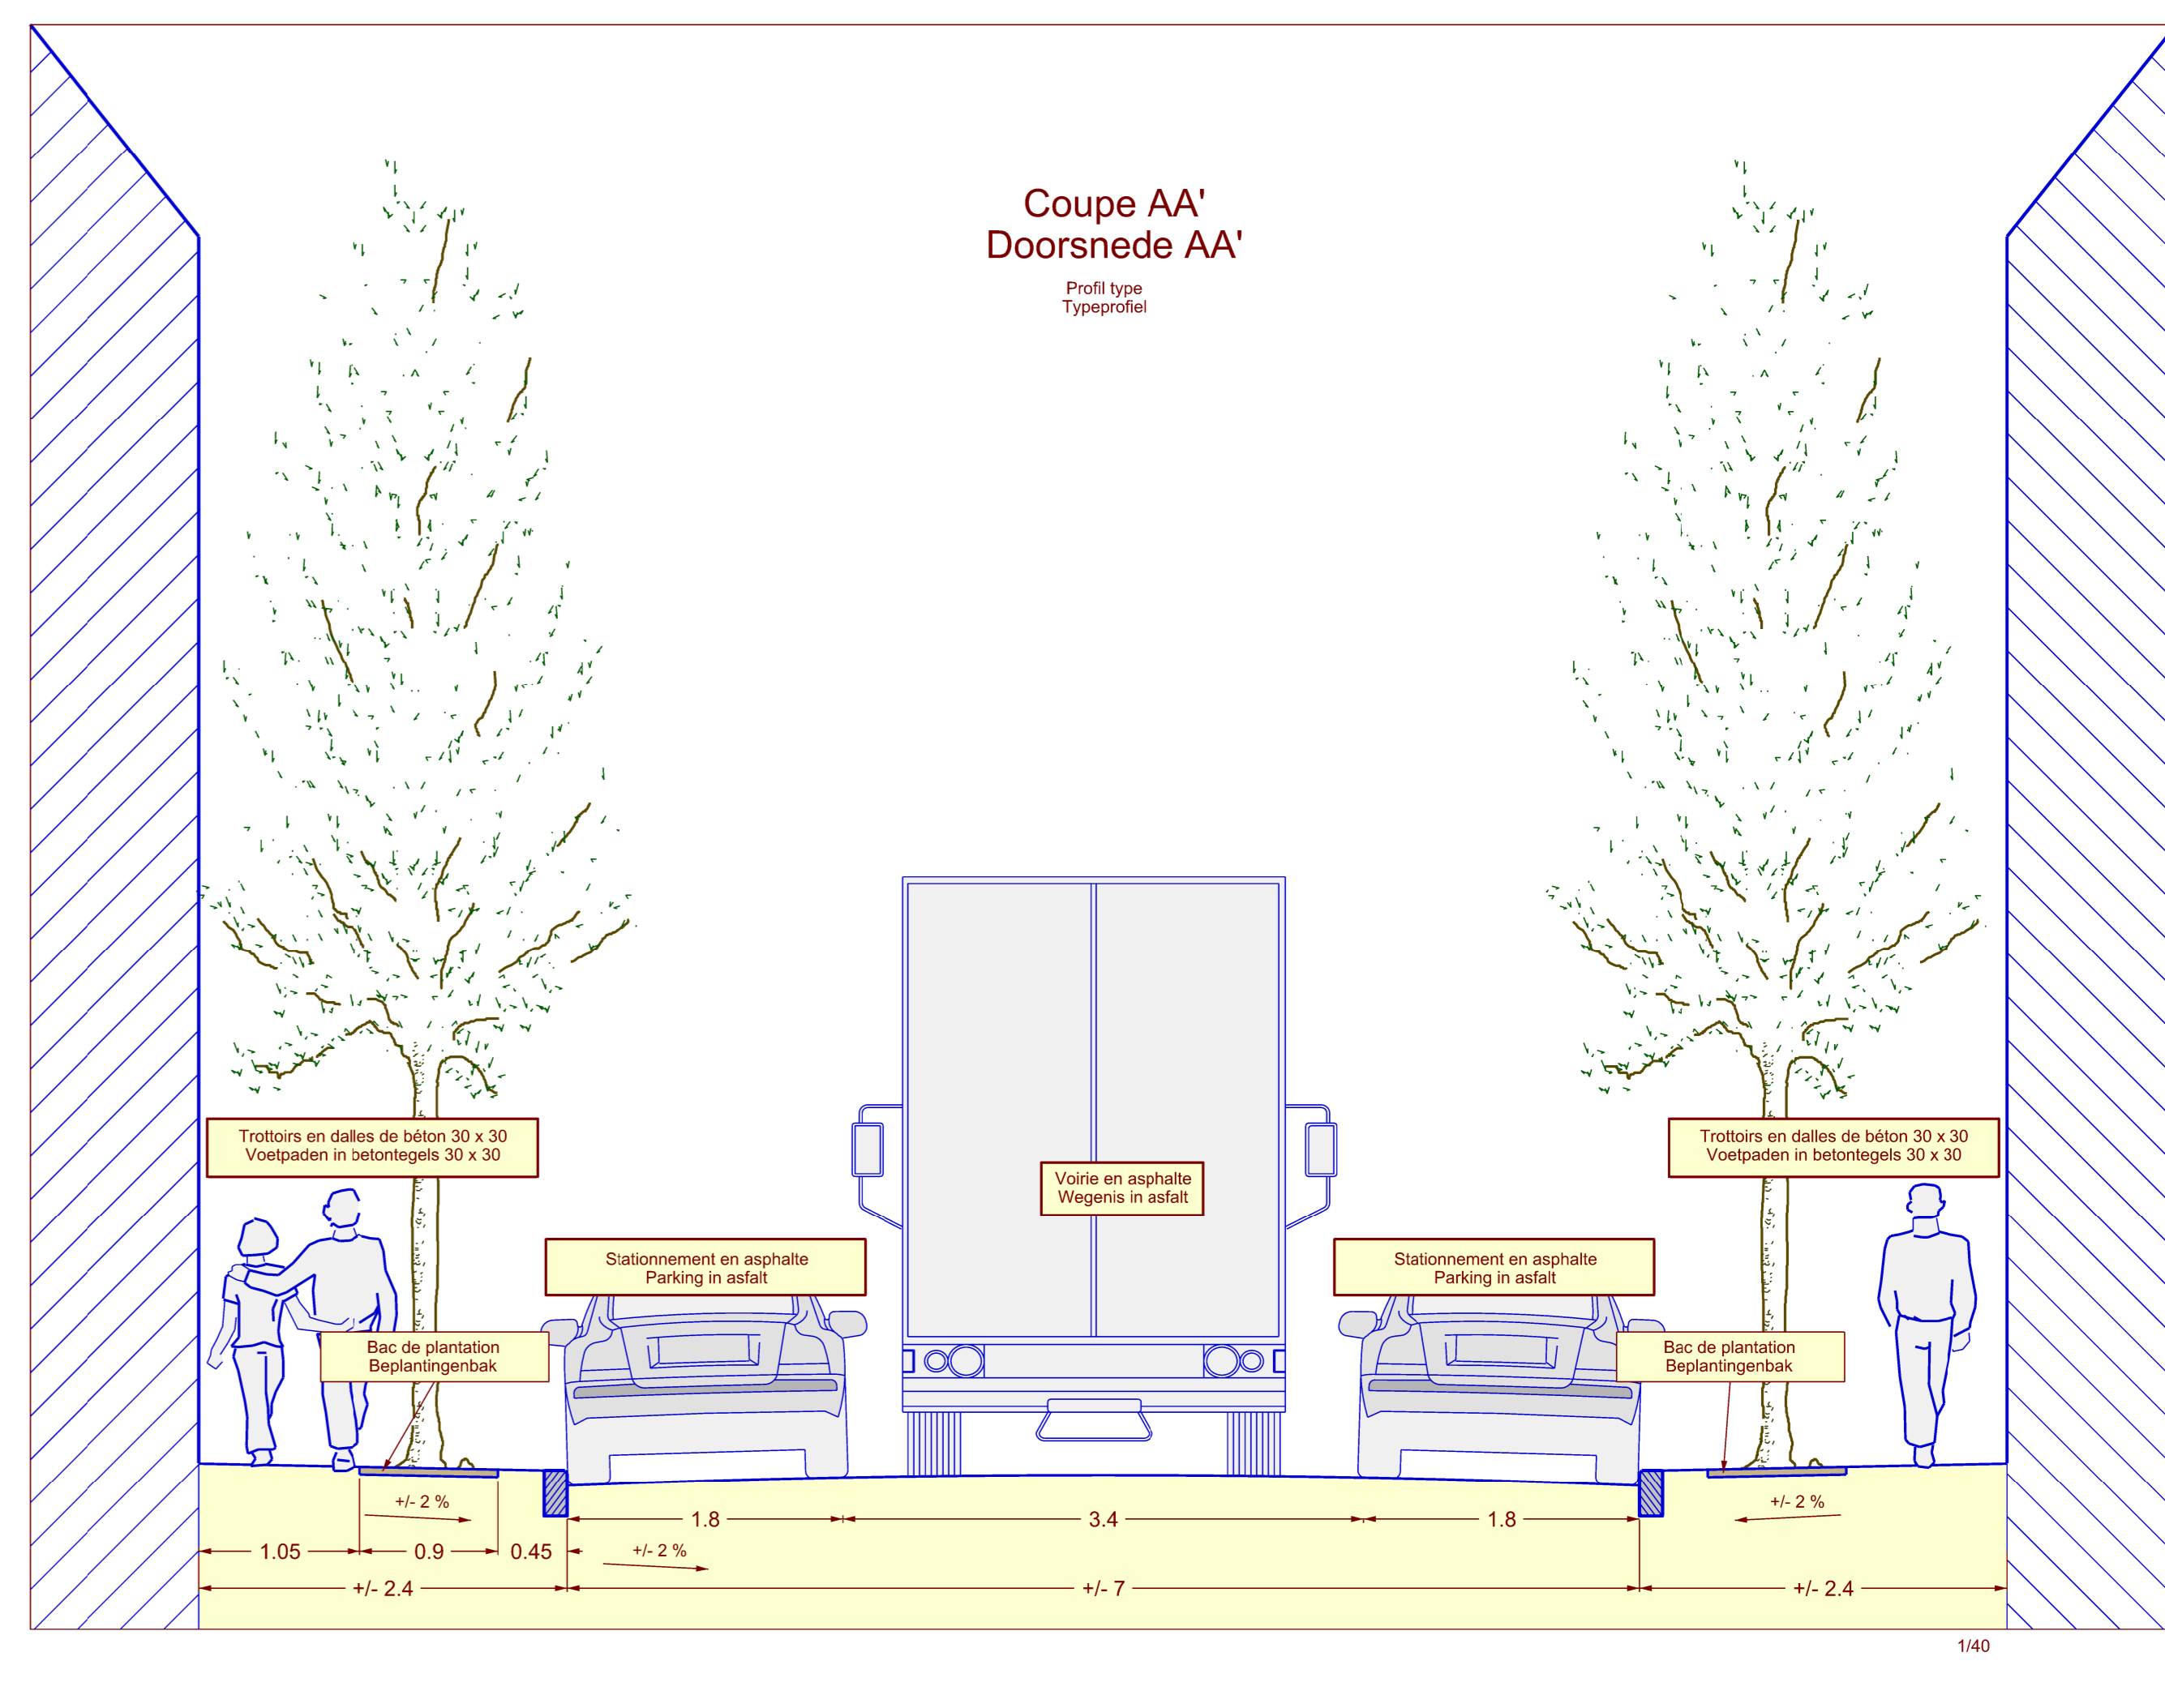 Coupe AA'
Doorsnede AA'
Profil type
Typeprofiel
Trottoirs en dalles de béton 30 x 30
Voetpaden in betontegels 30 x 30
Trottoirs en dalles de béton 30 x 30
Voetpaden in betontegels 30 x 30
Voirie en asphalte
Wegenis in asfalt
Stationnement en asphalte
Parking in asfalt
Stationnement en asphalte
Parking in asfalt
Bac de plantation
Beplantingenbak
Bac de plantation
Beplantingenbak
+/- 2 %
+/- 2 %
1.8
3.4
1.8
1.05
0.9
0.45
+/- 2 %
+/- 2.4
+/- 7
+/- 2.4
1/40